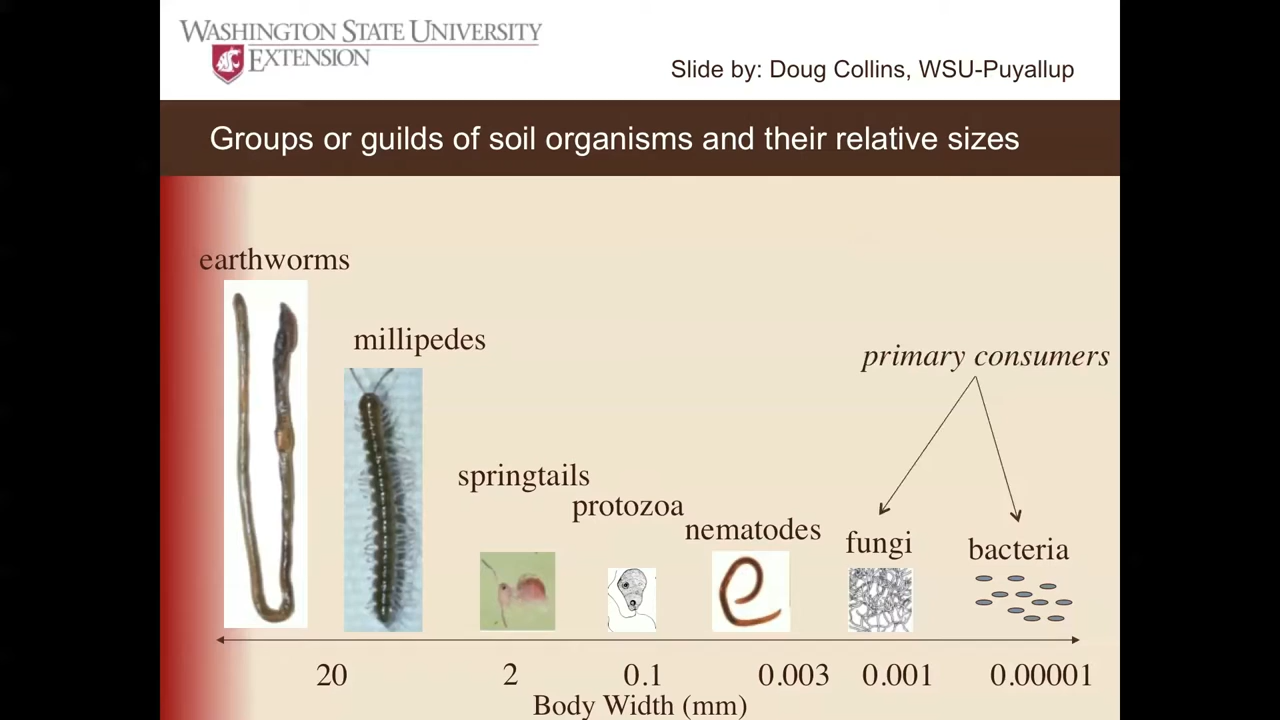 WASHINGTON STATE UNIVERSITY
EXTENSION
Slide by: Doug Collins, WSU-Puyallup
Groups or guilds of soil organisms and their relative sizes
earthworms
millipedes
primary consumers
springtails
protozoa
nematodes
fungi
bacteria
20 2 0.1 0.003 0.001 0.00001
Body Width (mm)